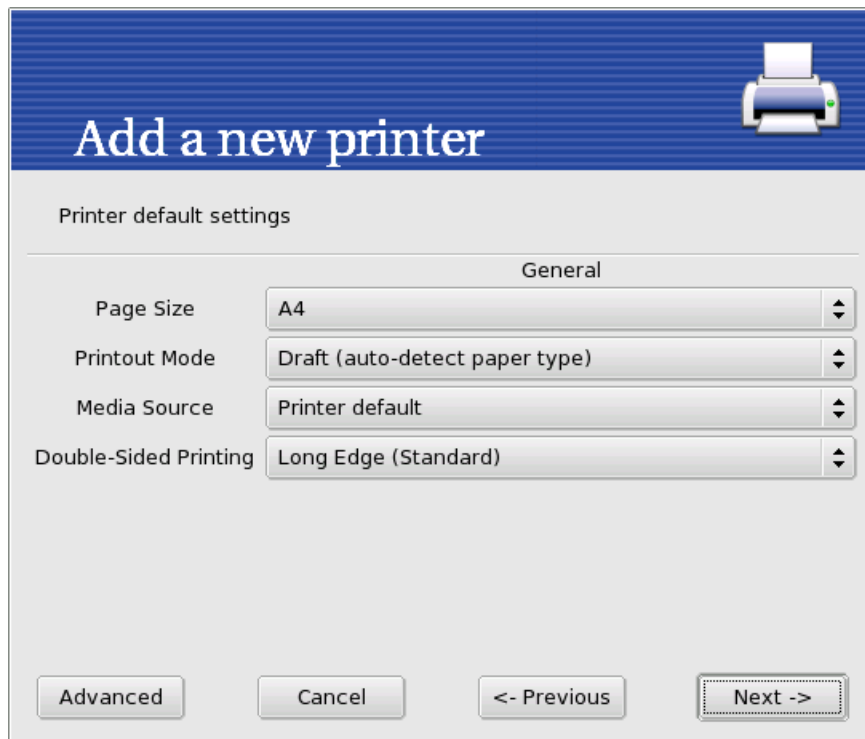 Add a new printer
Printer default settings
General
Page Size A4
Printout Mode Draft (auto-detect paper type)
Media Source Printer default
Double-Sided Printing Long Edge (Standard)
Advanced Cancel <- Previous Next ->